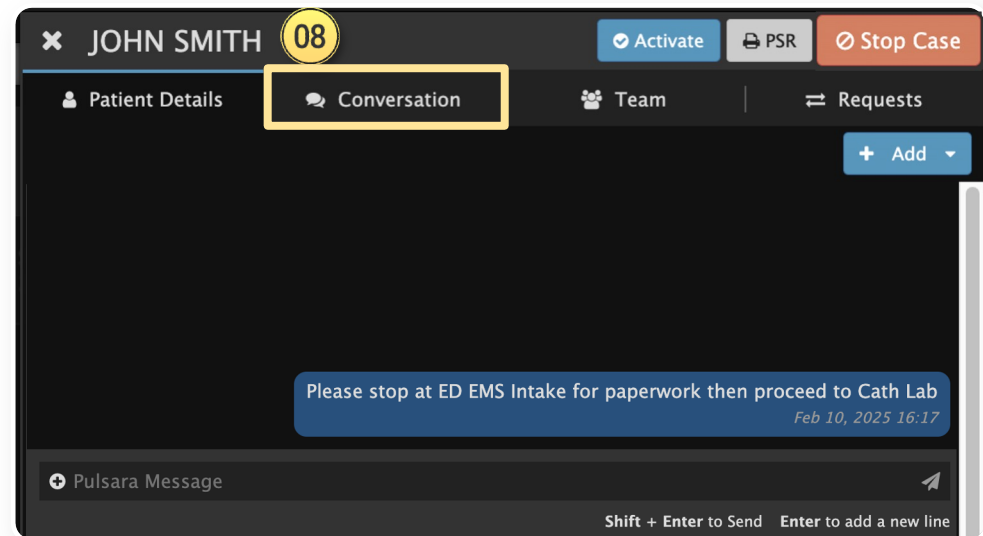 JOHN SMITH 08 Activate PSR Stop Case
Patient Details Conversation Team Requests
Add
Please stop at ED EMS Intake for paperwork then proceed to Cath Lab
Feb 10, 2025 16:17
Pulsara Message
Shift + Enter to Send Enter to add a new line